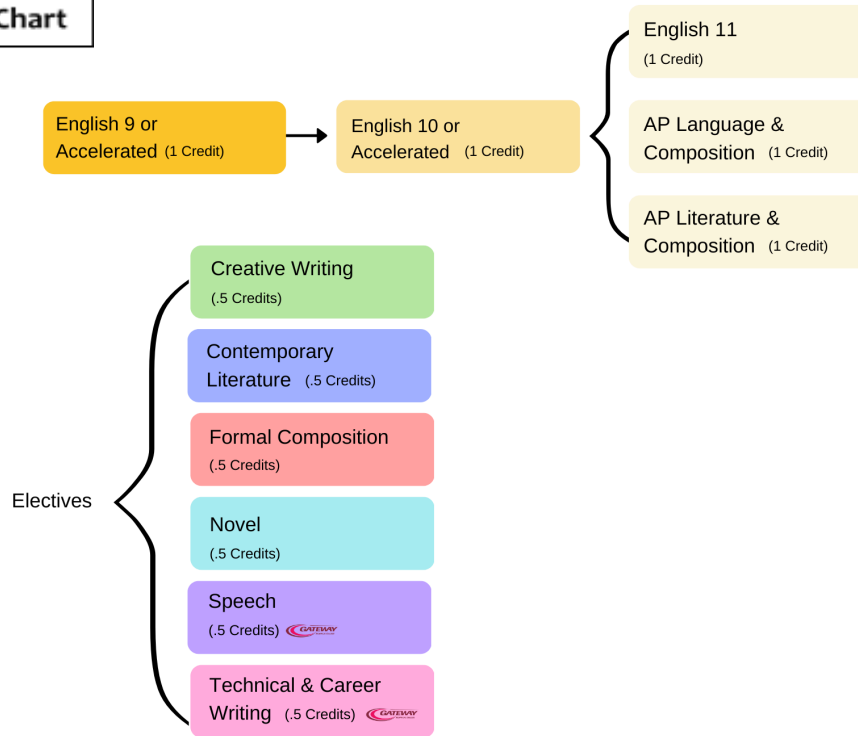 Chart
English 9 or
Accelerated (1 Credit)
English 10 or
Accelerated (1 Credit)
English 11
(1 Credit)
AP Language &
Composition (1 Credit)
AP Literature &
Composition (1 Credit)
Electives
Creative Writing
(.5 Credits)
Contemporary
Literature (.5 Credits)
Formal Composition
(.5 Credits)
Novel
(.5 Credits)
Speech
(.5 Credits) GATEWAY
Technical & Career
Writing (.5 Credits) GATEWAY